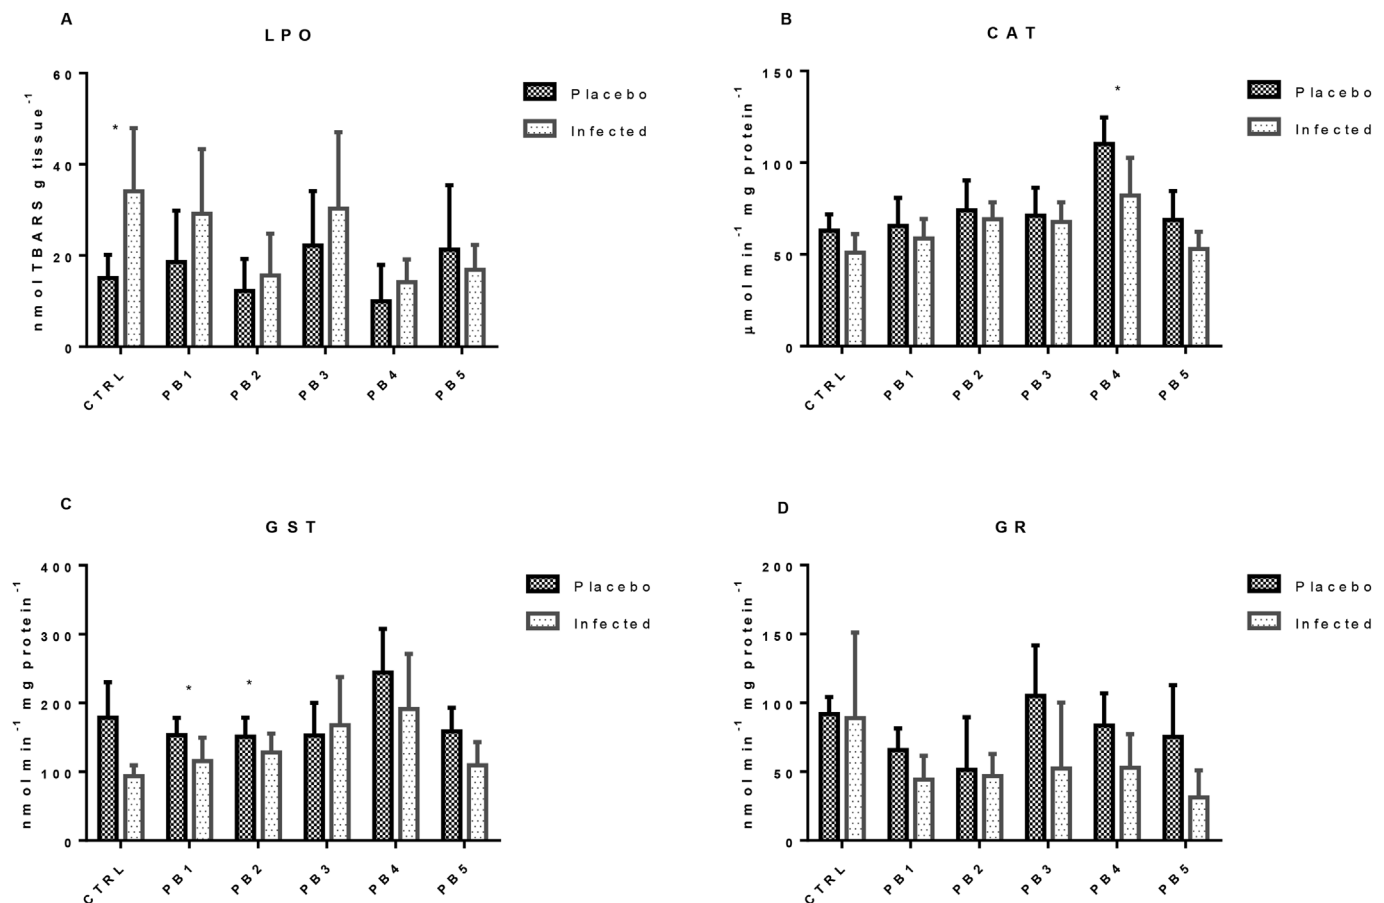 A
LPO
nmol TBARS g tissue⁻¹
60
40
20
0
*
CTRL
PB1
PB2
PB3
PB4
PB5
Placebo
Infected
B
CAT
µmol min⁻¹ mg protein⁻¹
150
100
50
0
*
CTRL
PB1
PB2
PB3
PB4
PB5
Placebo
Infected
C
GST
nmol min⁻¹ mg protein⁻¹
400
300
200
100
0
*
*
CTRL
PB1
PB2
PB3
PB4
PB5
Placebo
Infected
D
GR
nmol min⁻¹ mg protein⁻¹
200
150
100
50
0
CTRL
PB1
PB2
PB3
PB4
PB5
Placebo
Infected